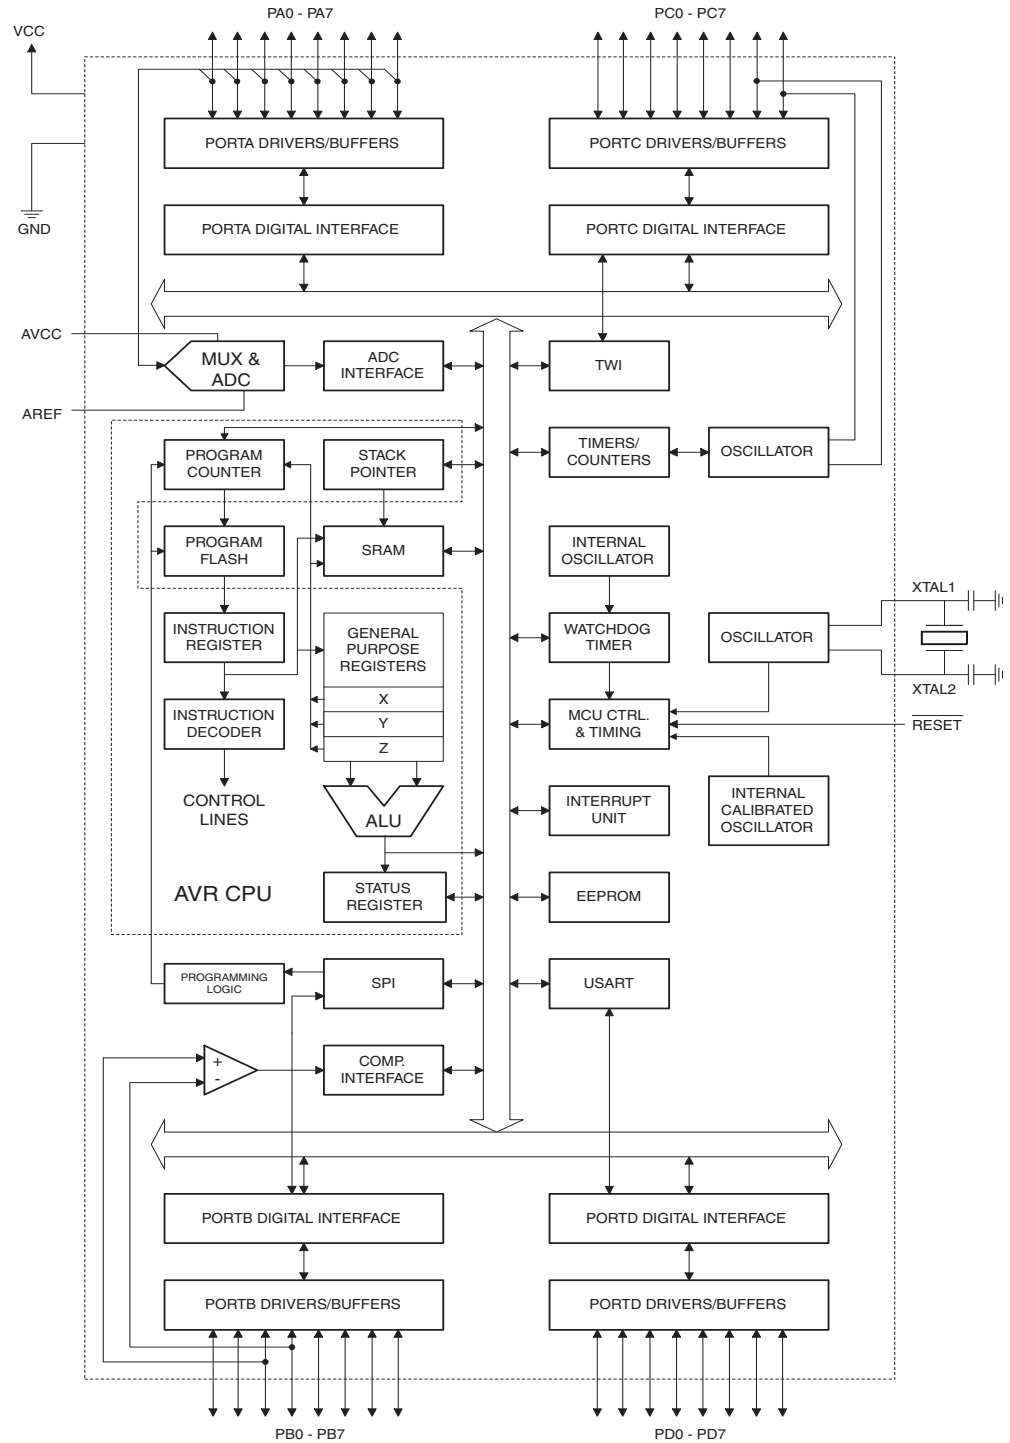 PA0 - PA7
PC0 - PC7
VCC
PORTA DRIVERS/BUFFERS
PORTC DRIVERS/BUFFERS
GND
PORTA DIGITAL INTERFACE
PORTC DIGITAL INTERFACE
AVCC
MUX &
ADC
ADC
INTERFACE
TWI
AREF
PROGRAM
COUNTER
STACK
POINTER
TIMERS/
COUNTERS
OSCILLATOR
PROGRAM
FLASH
SRAM
INTERNAL
OSCILLATOR
XTAL1
INSTRUCTION
REGISTER
GENERAL
PURPOSE
REGISTERS
WATCHDOG
TIMER
OSCILLATOR
XTAL2
X
INSTRUCTION
DECODER
Y
Z
MCU CTRL.
& TIMING
RESET
CONTROL
LINES
ALU
INTERRUPT
UNIT
INTERNAL
CALIBRATED
OSCILLATOR
AVR CPU
STATUS
REGISTER
EEPROM
PROGRAMMING
LOGIC
SPI
USART
+
-
COMP.
INTERFACE
PORTB DIGITAL INTERFACE
PORTD DIGITAL INTERFACE
PORTB DRIVERS/BUFFERS
PORTD DRIVERS/BUFFERS
PB0 - PB7
PD0 - PD7